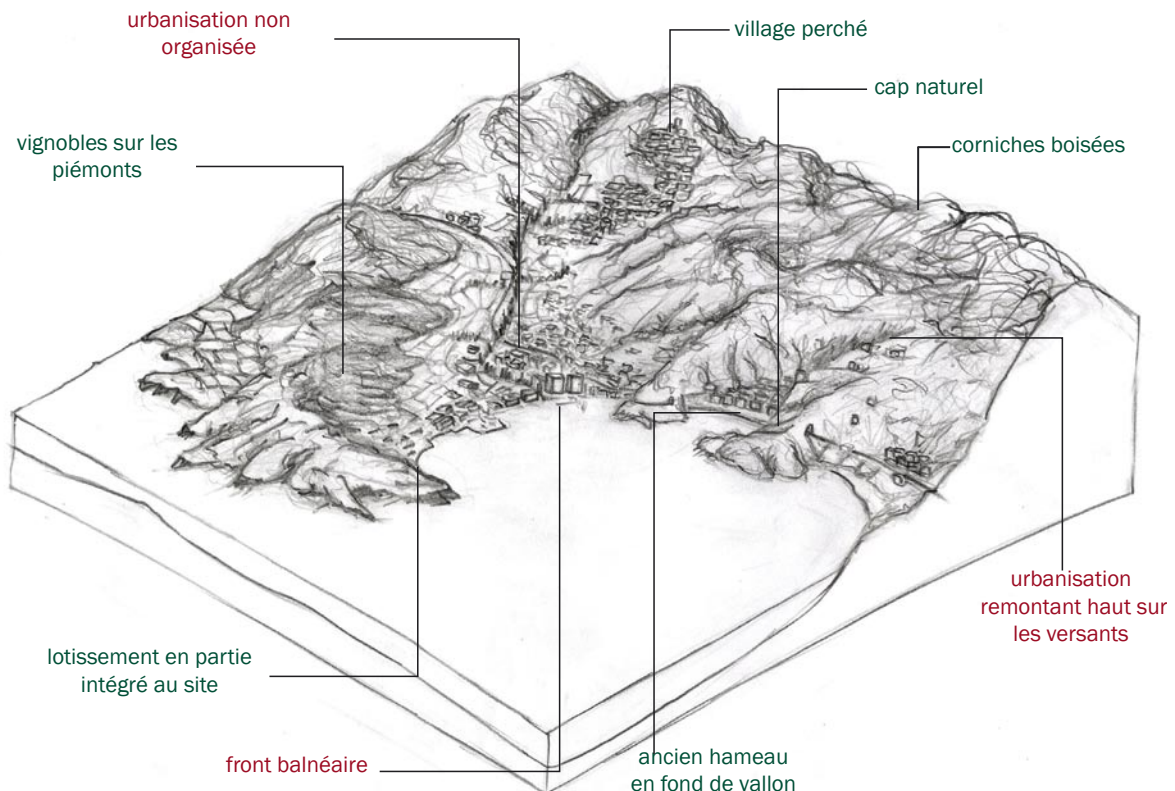 urbanisation non
organisée
village perché
cap naturel
vignobles sur les
piémonts
corniches boisées
urbanisation
remontant haut sur
les versants
lotissement en partie
intégré au site
front balnéaire
ancien hameau
en fond de vallon